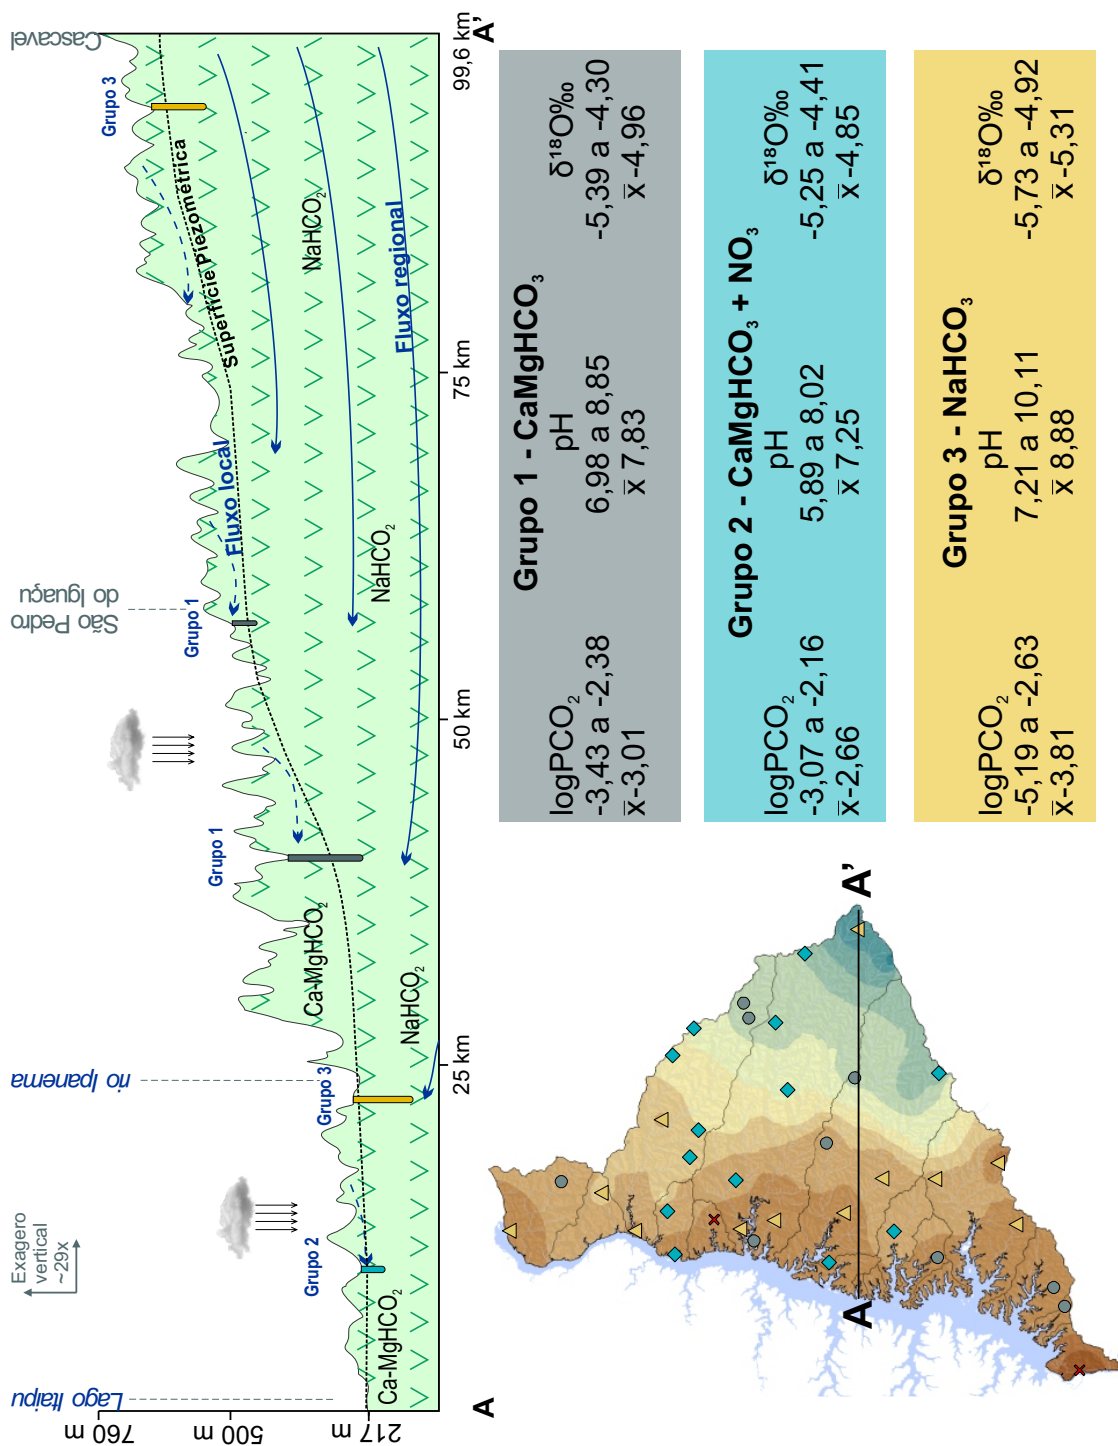 Cascavel
São Pedro
do Iguaçu
rio Ipanema
Lago Itaipu
Exagero
vertical
~29x
760 m
500 m
217 m
Grupo 2
Grupo 3
Grupo 1
Grupo 1
Grupo 3
Superfície Piezométrica
Fluxo local
Fluxo regional
Ca-MgHCO₂
Ca-MgHCO₂
NaHCO₂
NaHCO₂
NaHCO₂
A
25 km
50 km
75 km
99,6 km
A'
A
A'
Grupo 1 - CaMgHCO₃
logPCO₂ pH δ¹⁸O‰
-3,43 a -2,38 6,98 a 8,85 -5,39 a -4,30
x̅-3,01 x̅ 7,83 x̅-4,96
Grupo 2 - CaMgHCO₃ + NO₃
logPCO₂ pH δ¹⁸O‰
-3,07 a -2,16 5,89 a 8,02 -5,25 a -4,41
x̅-2,66 x̅ 7,25 x̅-4,85
Grupo 3 - NaHCO₃
logPCO₂ pH δ¹⁸O‰
-5,19 a -2,63 7,21 a 10,11 -5,73 a -4,92
x̅-3,81 x̅ 8,88 x̅-5,31